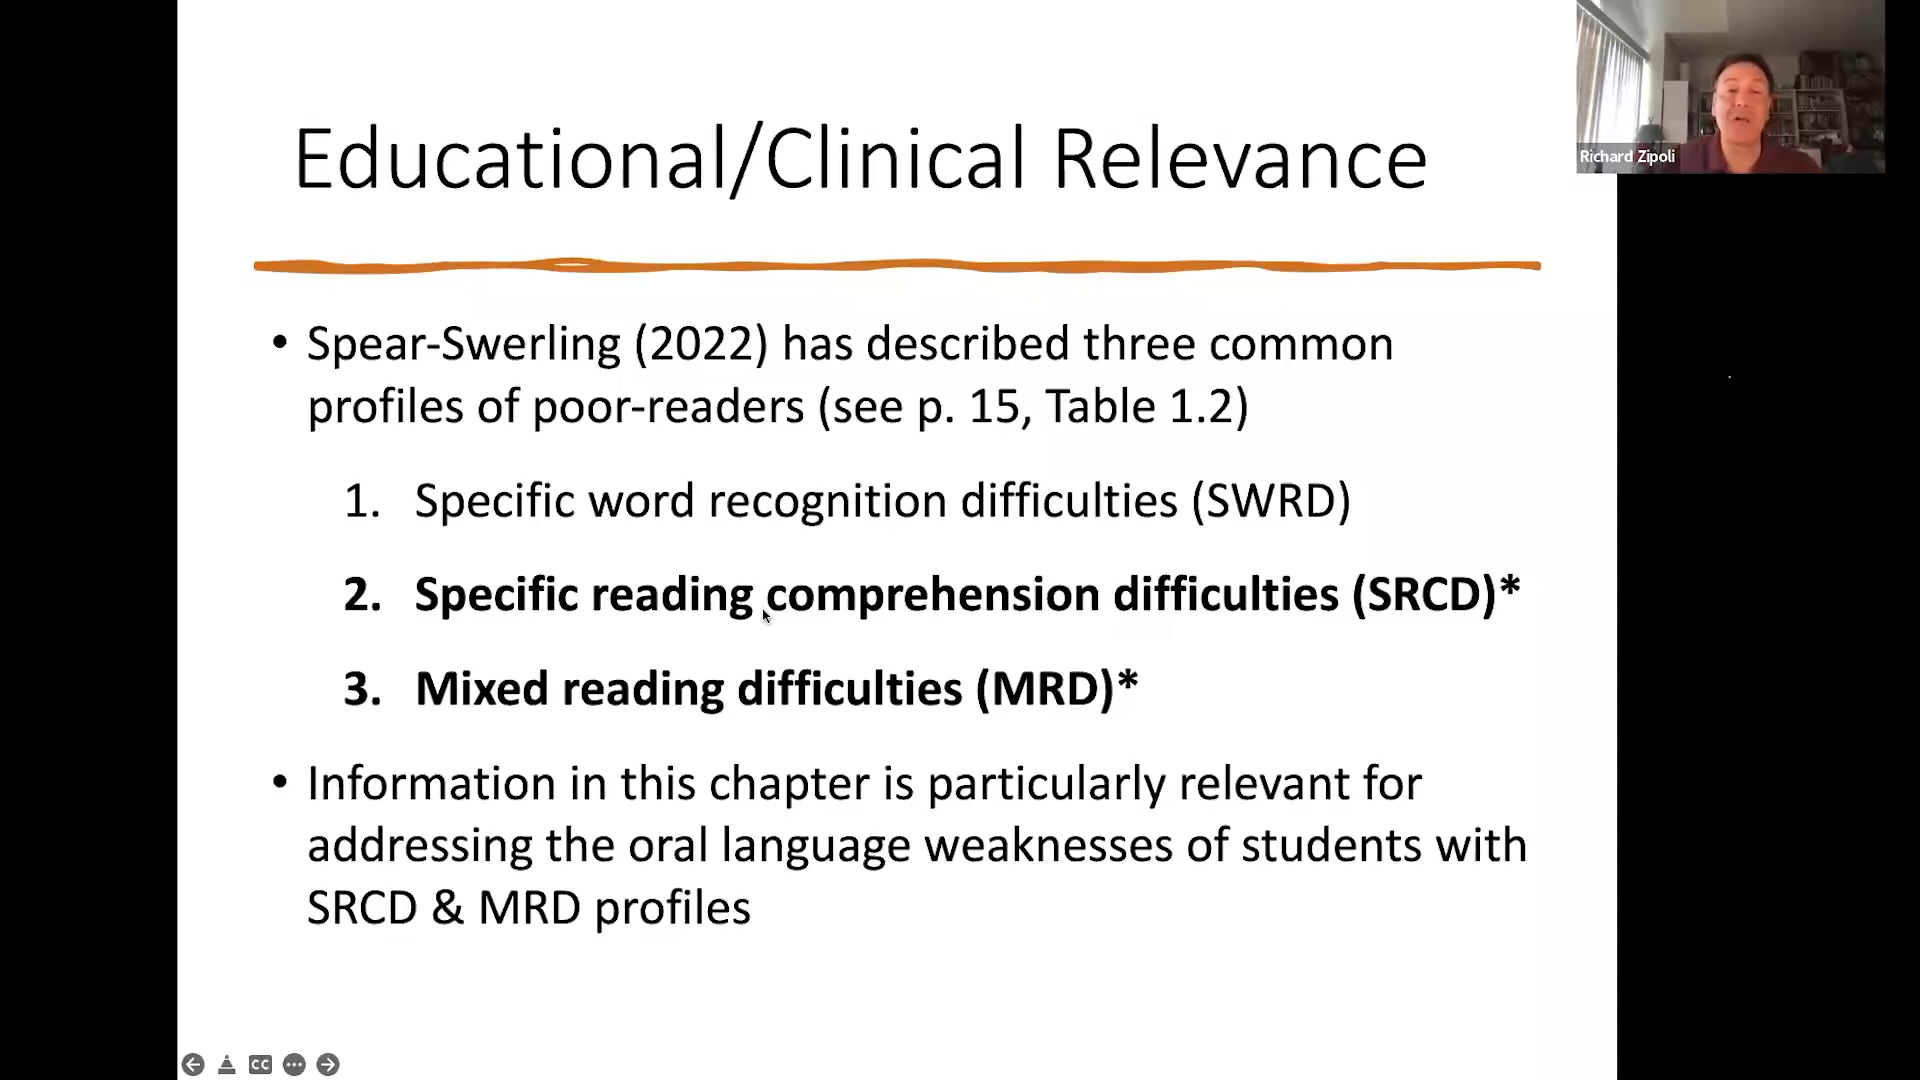 Educational/Clinical Relevance
Richard Zipoli
• Spear-Swerling (2022) has described three common
profiles of poor-readers (see p. 15, Table 1.2)
1. Specific word recognition difficulties (SWRD)
2. Specific reading comprehension difficulties (SRCD)*
3. Mixed reading difficulties (MRD)*
• Information in this chapter is particularly relevant for
addressing the oral language weaknesses of students with
SRCD & MRD profiles
CC